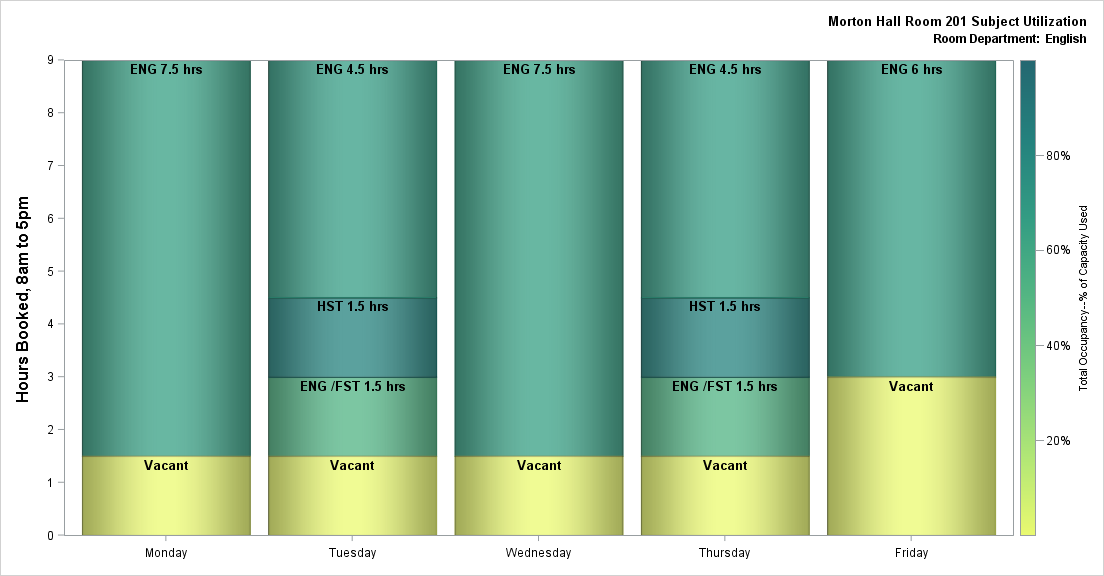 Morton Hall Room 201 Subject Utilization
Room Department: English
Hours Booked, 8am to 5pm
9
8
7
6
5
4
3
2
1
0
ENG 7.5 hrs
Vacant
ENG 4.5 hrs
HST 1.5 hrs
ENG /FST 1.5 hrs
Vacant
ENG 7.5 hrs
Vacant
ENG 4.5 hrs
HST 1.5 hrs
ENG /FST 1.5 hrs
Vacant
ENG 6 hrs
Vacant
Monday
Tuesday
Wednesday
Thursday
Friday
80%
60%
40%
20%
Total Occupancy--% of Capacity Used